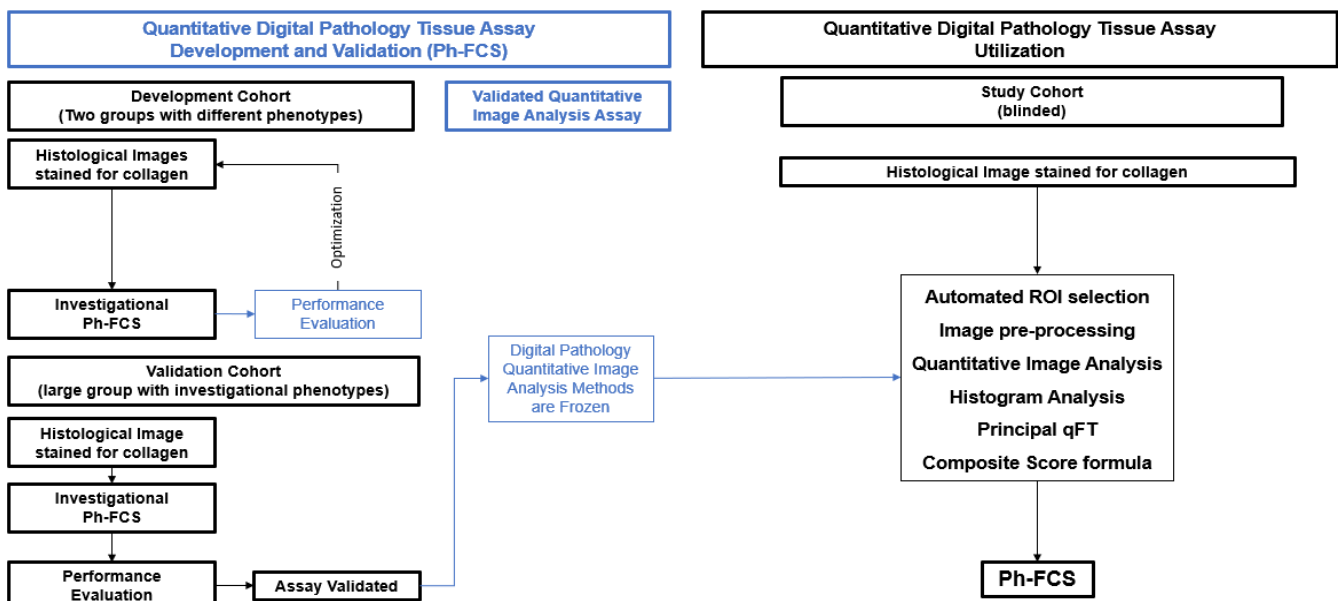 Quantitative Digital Pathology Tissue Assay
Development and Validation (Ph-FCS)
Quantitative Digital Pathology Tissue Assay
Utilization
Development Cohort
(Two groups with different phenotypes)
Validated Quantitative
Image Analysis Assay
Study Cohort
(blinded)
Histological Images
stained for collagen
Optimization
Histological Image stained for collagen
Investigational
Ph-FCS
Performance
Evaluation
Validation Cohort
(large group with investigational phenotypes)
Digital Pathology
Quantitative Image
Analysis Methods
are Frozen
Automated ROI selection
Image pre-processing
Quantitative Image Analysis
Histogram Analysis
Principal qFT
Composite Score formula
Histological Image
stained for collagen
Investigational
Ph-FCS
Performance
Evaluation
Assay Validated
Ph-FCS